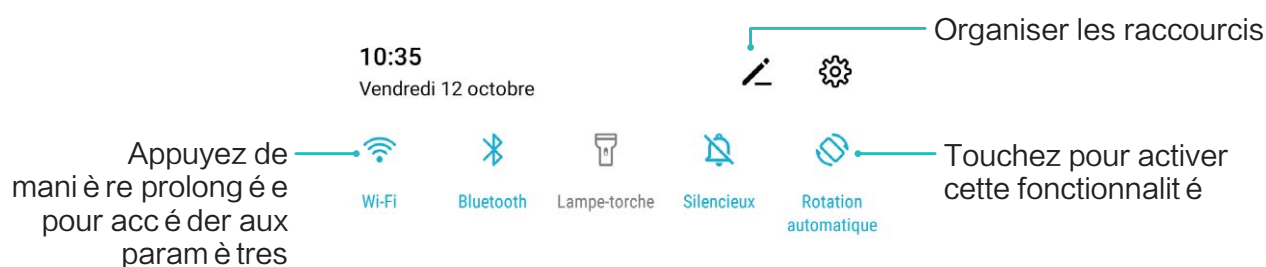 Organiser les raccourcis
10:35
Vendredi 12 octobre
Appuyez de
mani è re prolong é e
pour acc é der aux
param è tres
Wi-Fi
Bluetooth
Lampe-torche
Silencieux
Rotation
automatique
Touchez pour activer
cette fonctionnalit é